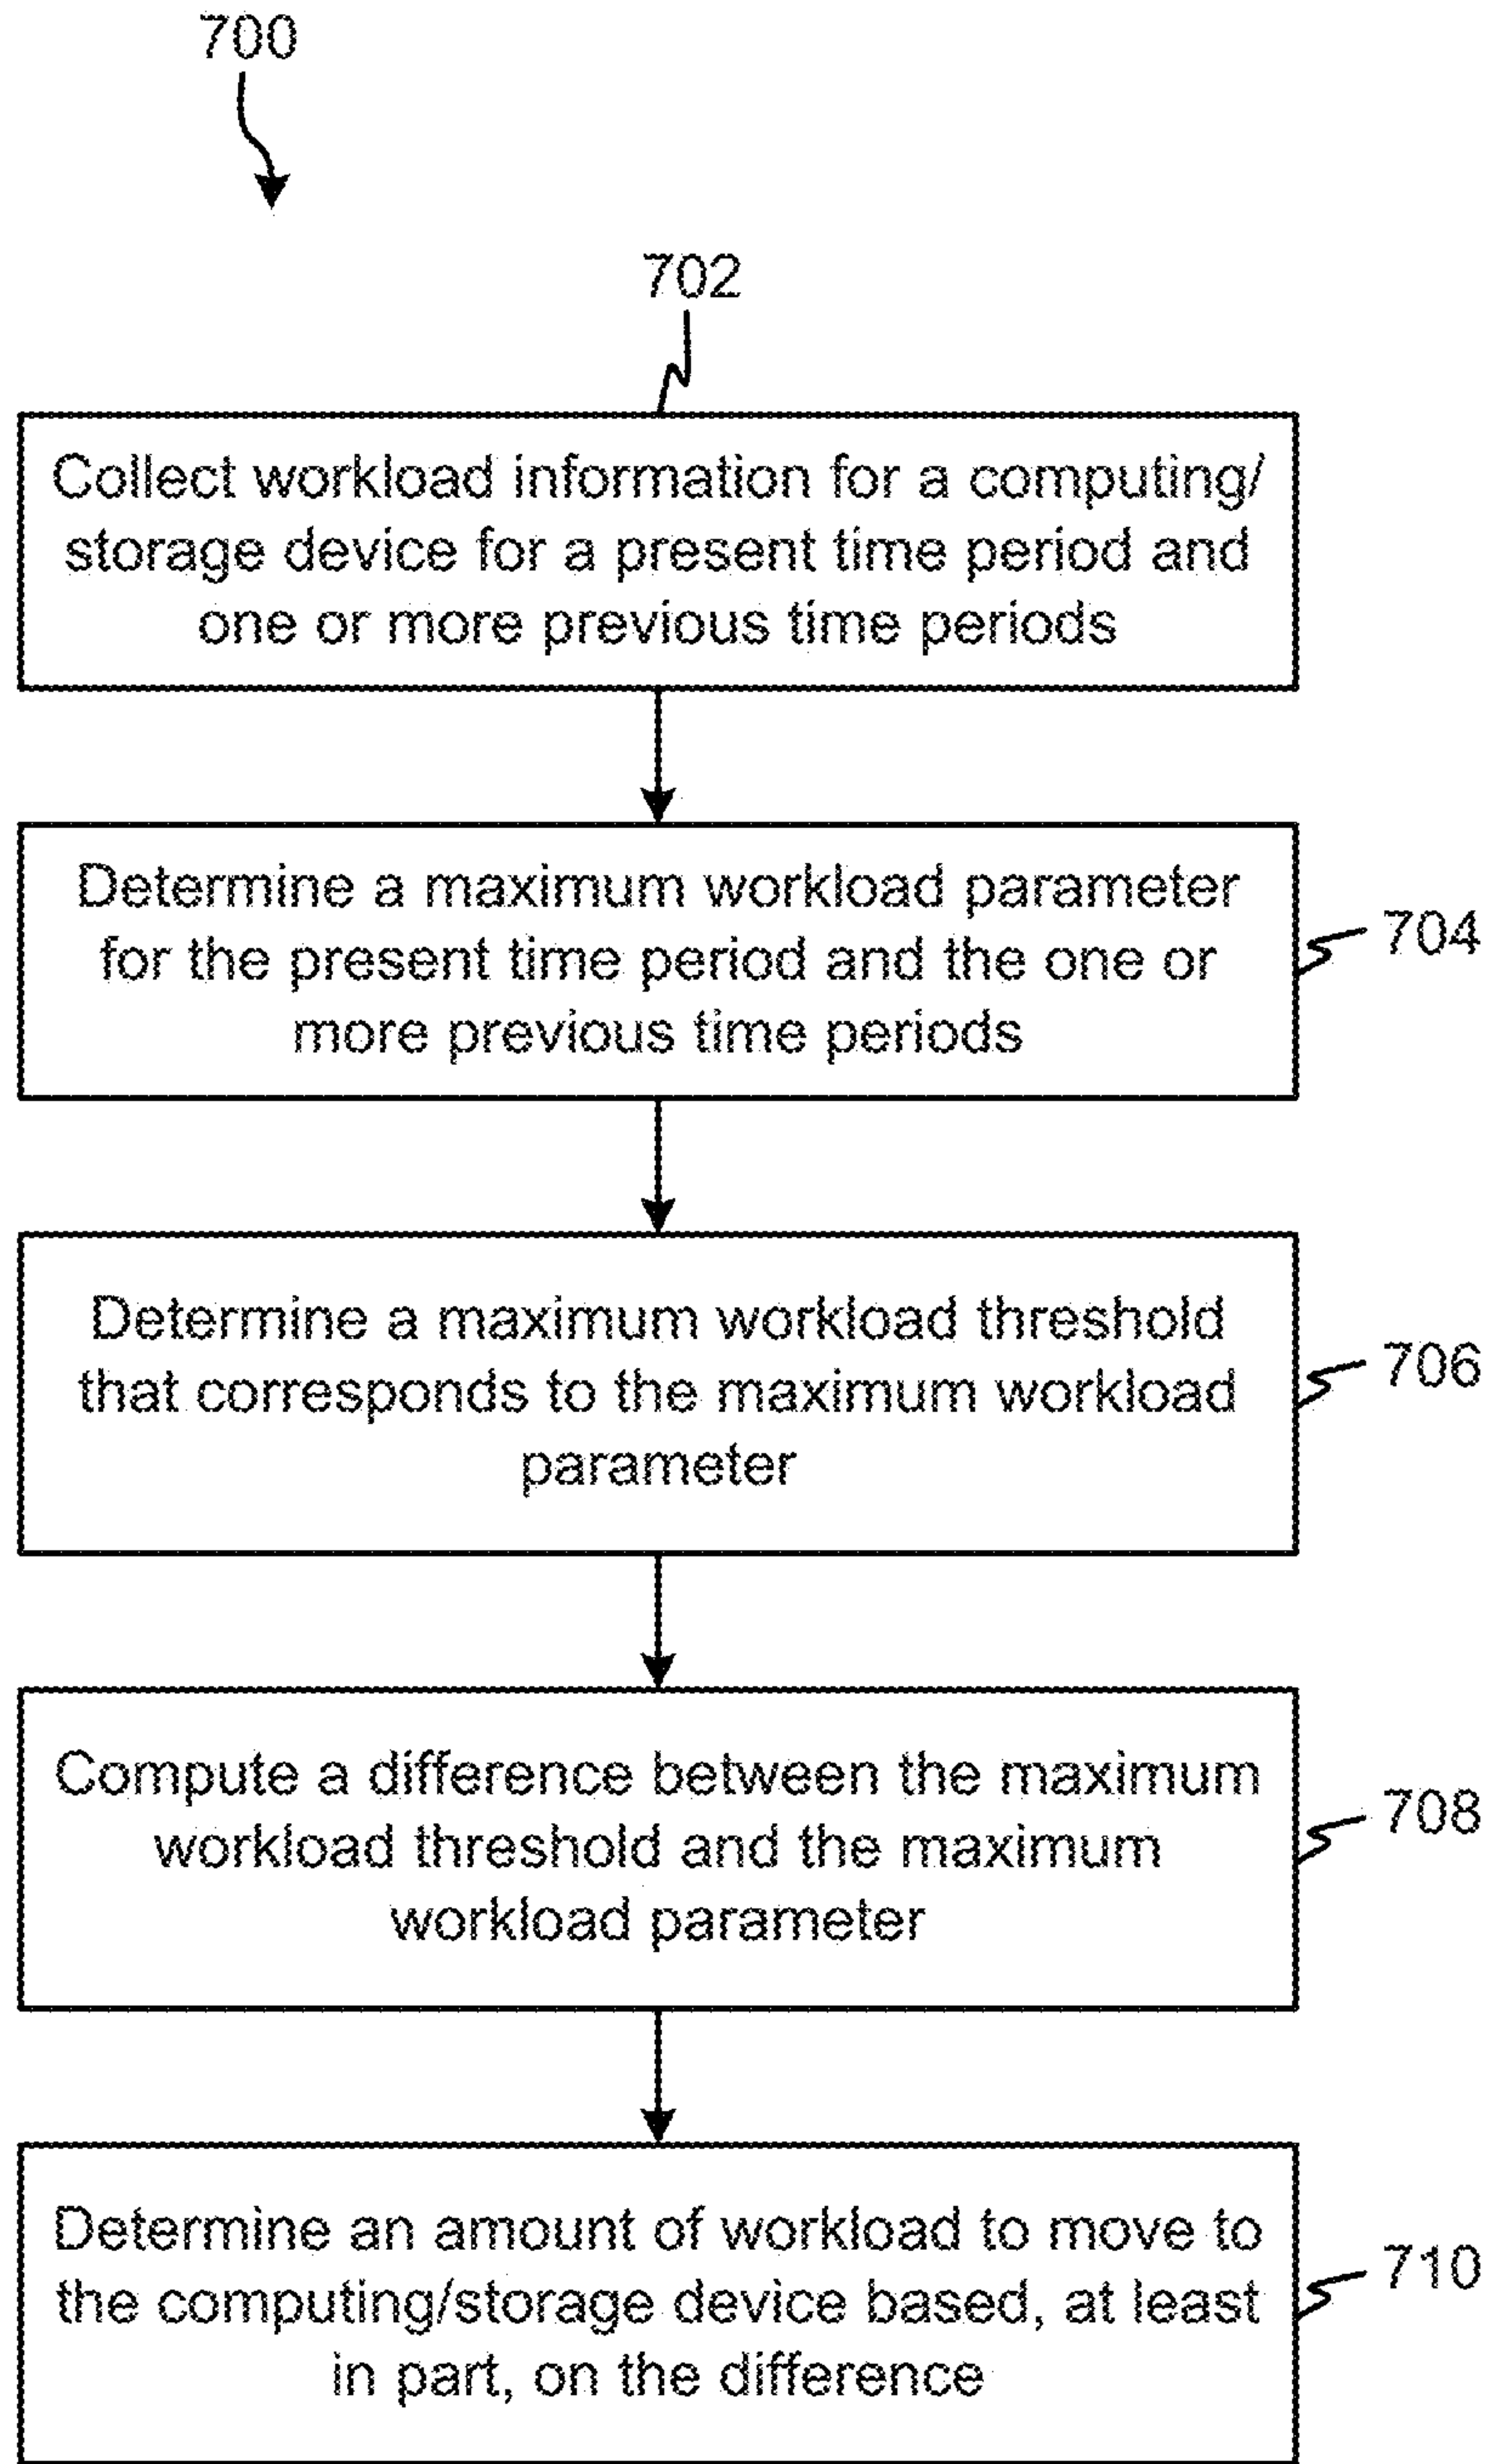 700
702
Collect workload information for a computing/
storage device for a present time period and
one or more previous time periods
Determine a maximum workload parameter
for the present time period and the one or
more previous time periods
704
Determine a maximum workload threshold
that corresponds to the maximum workload
parameter
706
Compute a difference between the maximum
workload threshold and the maximum
workload parameter
708
Determine an amount of workload to move to
the computing/storage device based, at least
in part, on the difference
710